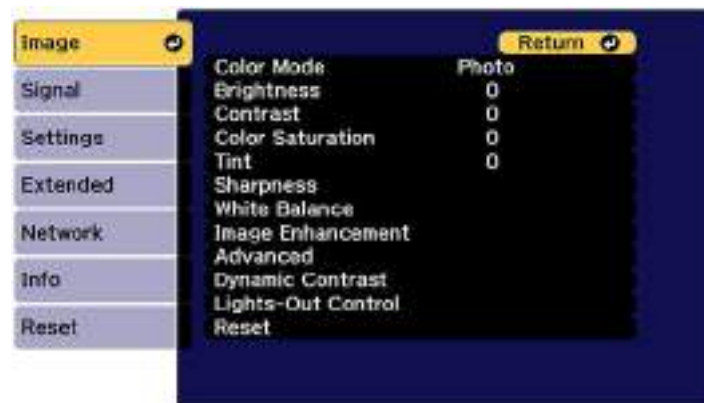 Image
Signal
Settings
Extended
Network
Info
Reset
Return
Color Mode Photo
Brightness 0
Contrast 0
Color Saturation 0
Tint 0
Sharpness
White Balance
Image Enhancement
Advanced
Dynamic Contrast
Lights-Out Control
Reset